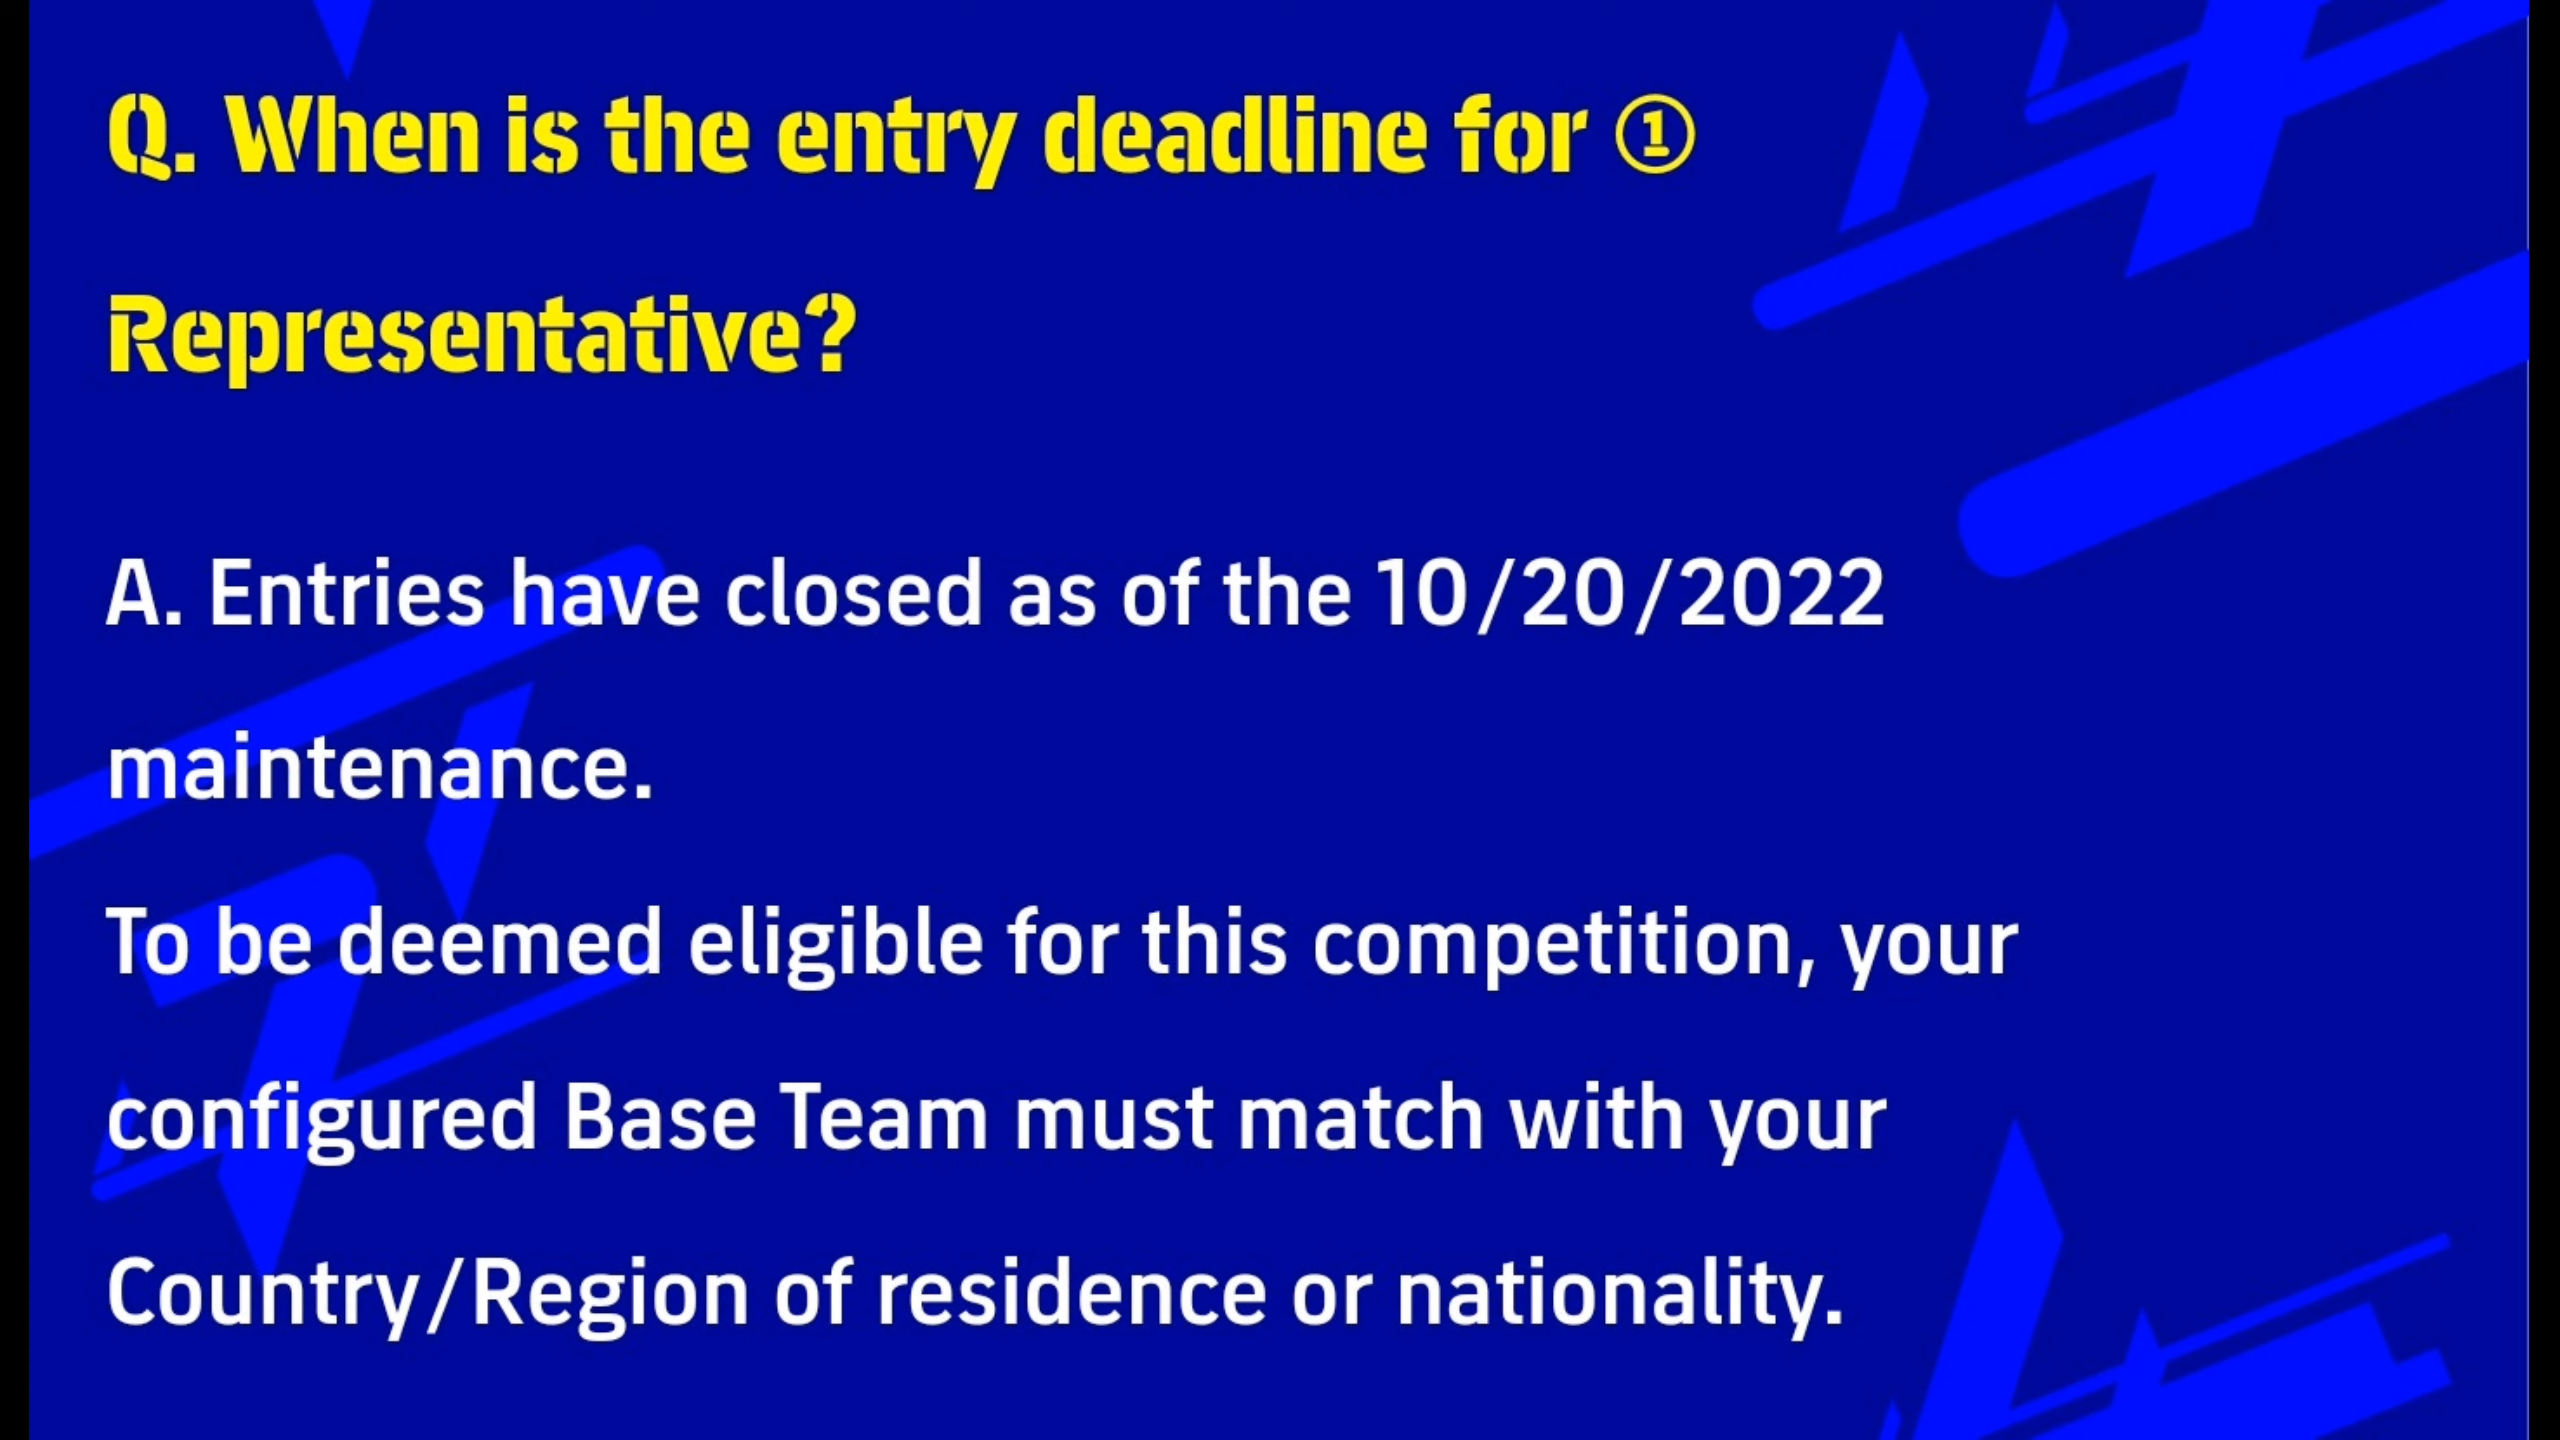 Q. When is the entry deadline for ①
Representative?
A. Entries have closed as of the 10/20/2022
maintenance.
To be deemed eligible for this competition, your
configured Base Team must match with your
Country/Region of residence or nationality.